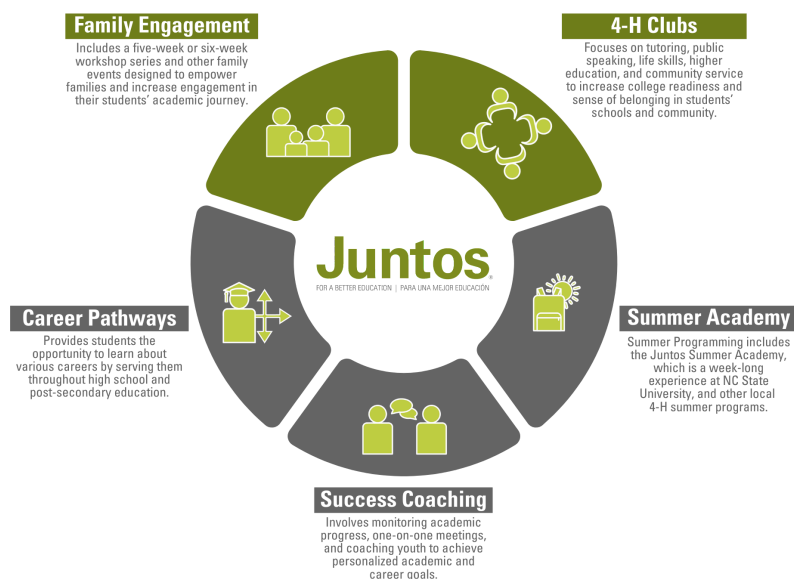 Family Engagement
Includes a five-week or six-week
workshop series and other family
events designed to empower
families and increase engagement in
their students’ academic journey.
4-H Clubs
Focuses on tutoring, public
speaking, life skills, higher
education, and community service
to increase college readiness and
sense of belonging in students’
schools and community.
Juntos®
FOR A BETTER EDUCATION | PARA UNA MEJOR EDUCACIÓN
Career Pathways
Provides students the
opportunity to learn about
various careers by serving them
throughout high school and
post-secondary education.
Summer Academy
Summer Programming includes
the Juntos Summer Academy,
which is a week-long
experience at NC State
University, and other local
4-H summer programs.
Success Coaching
Involves monitoring academic
progress, one-on-one meetings,
and coaching youth to achieve
personalized academic and
career goals.